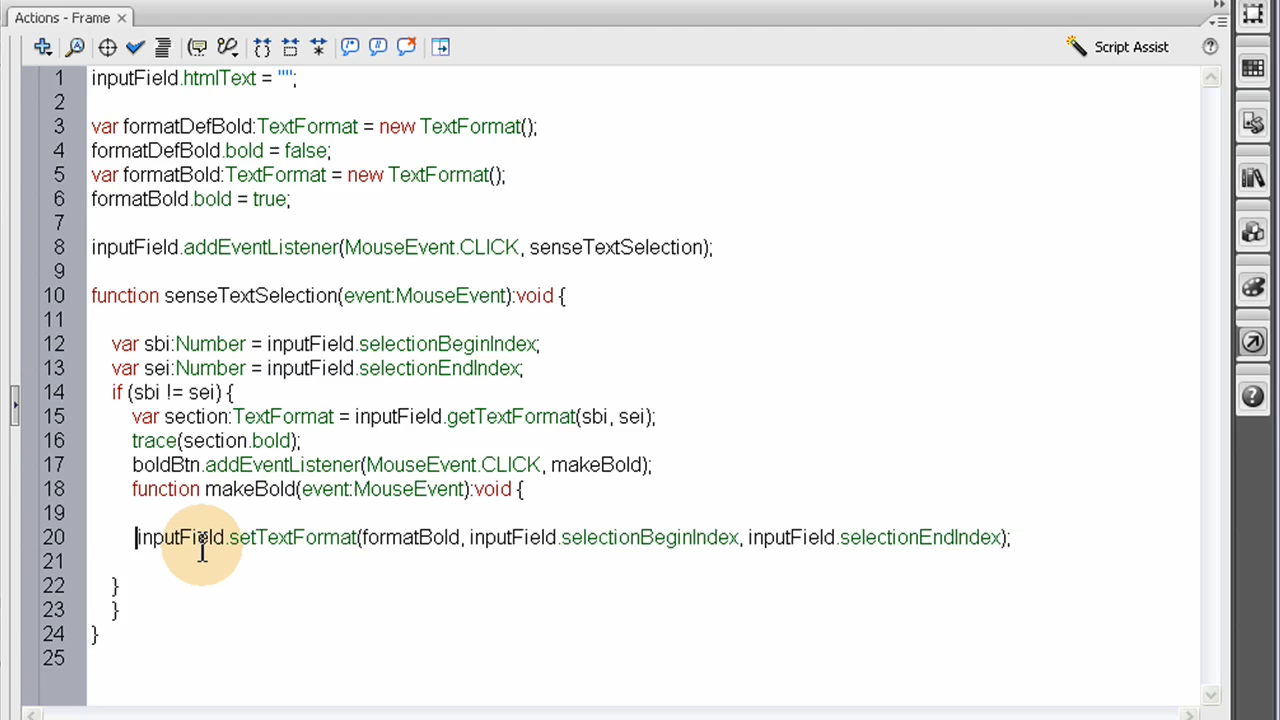 Actions - Frame ×
Script Assist
1 inputField.htmlText = "";
2
3 var formatDefBold:TextFormat = new TextFormat();
4 formatDefBold.bold = false;
5 var formatBold:TextFormat = new TextFormat();
6 formatBold.bold = true;
7
8 inputField.addEventListener(MouseEvent.CLICK, senseTextSelection);
9
10 function senseTextSelection(event:MouseEvent):void {
11
12 var sbi:Number = inputField.selectionBeginIndex;
13 var sei:Number = inputField.selectionEndIndex;
14 if (sbi != sei) {
15 var section:TextFormat = inputField.getTextFormat(sbi, sei);
16 trace(section.bold);
17 boldBtn.addEventListener(MouseEvent.CLICK, makeBold);
18 function makeBold(event:MouseEvent):void {
19
20 inputField.setTextFormat(formatBold, inputField.selectionBeginIndex, inputField.selectionEndIndex);
21
22 }
23 }
24 }
25